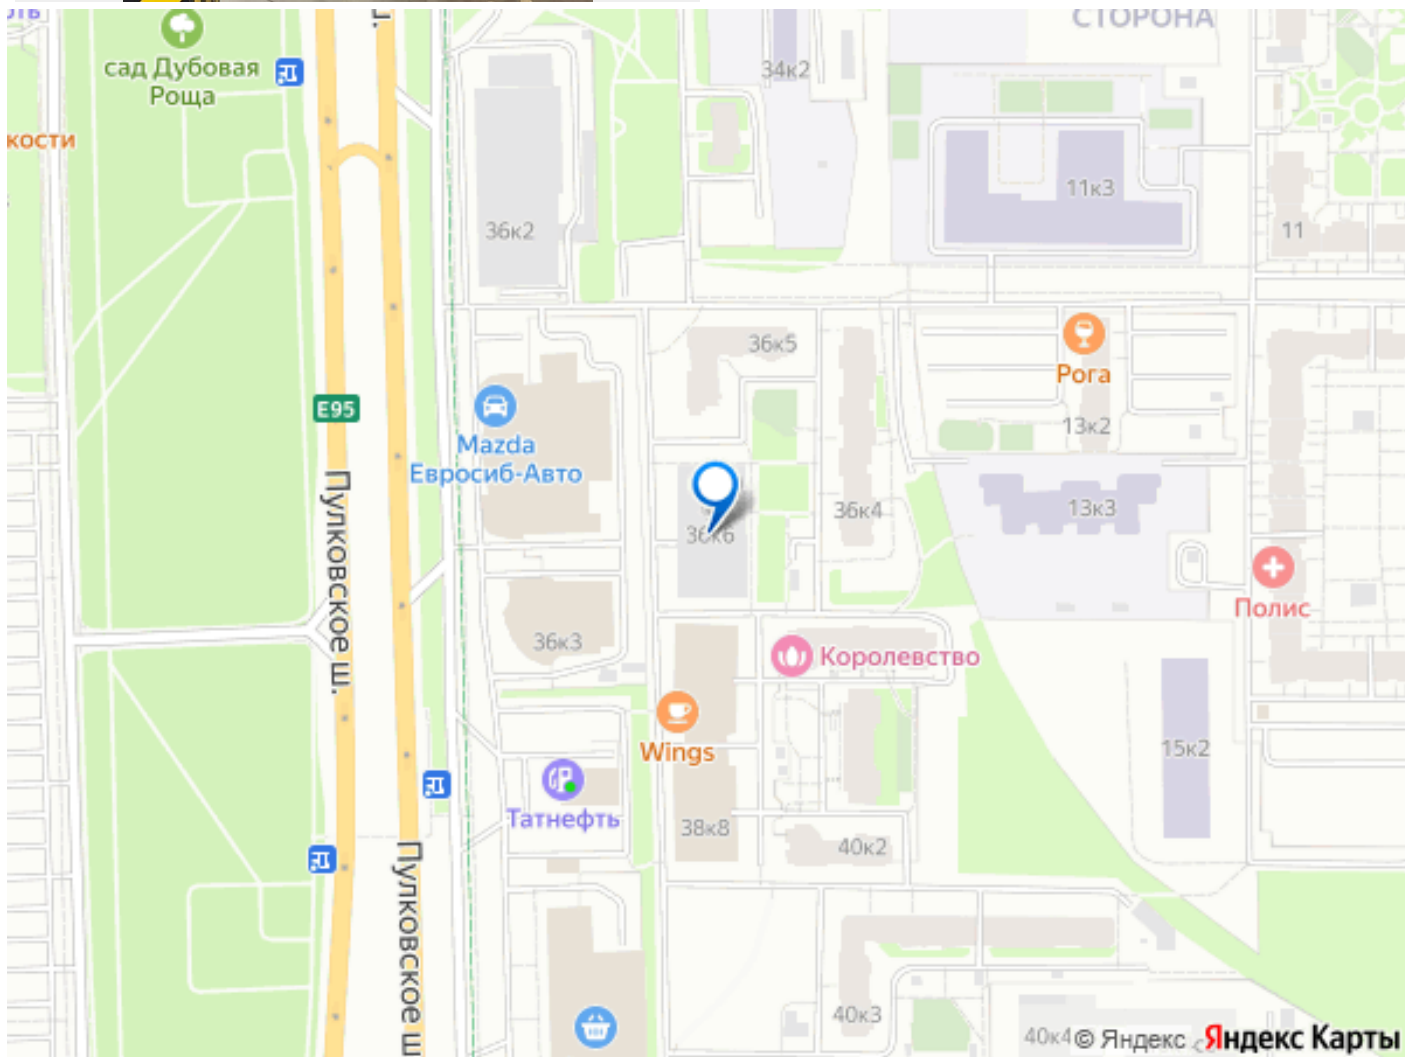 СТОРОНА
сад Дубовая
Роща
34к2
кости
11к3
36к2
11
36к5
Рога
E95
13к2
Mazda
Евросиб-Авто
Пулковское ш.
36к4
13к3
36к6
Полис
36к3
Королевство
Wings
15к2
Татнефть
38к8
40к2
Пулковское ш
40к3
40к4
© Яндекс
Яндекс Карты